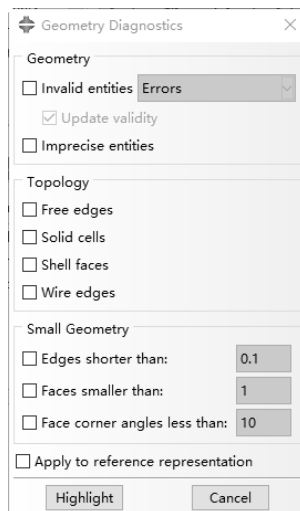 Geometry Diagnostics
Geometry
Invalid entities Errors
Update validity
Imprecise entities
Topology
Free edges
Solid cells
Shell faces
Wire edges
Small Geometry
Edges shorter than: 0.1
Faces smaller than: 1
Face corner angles less than: 10
Apply to reference representation
Highlight Cancel